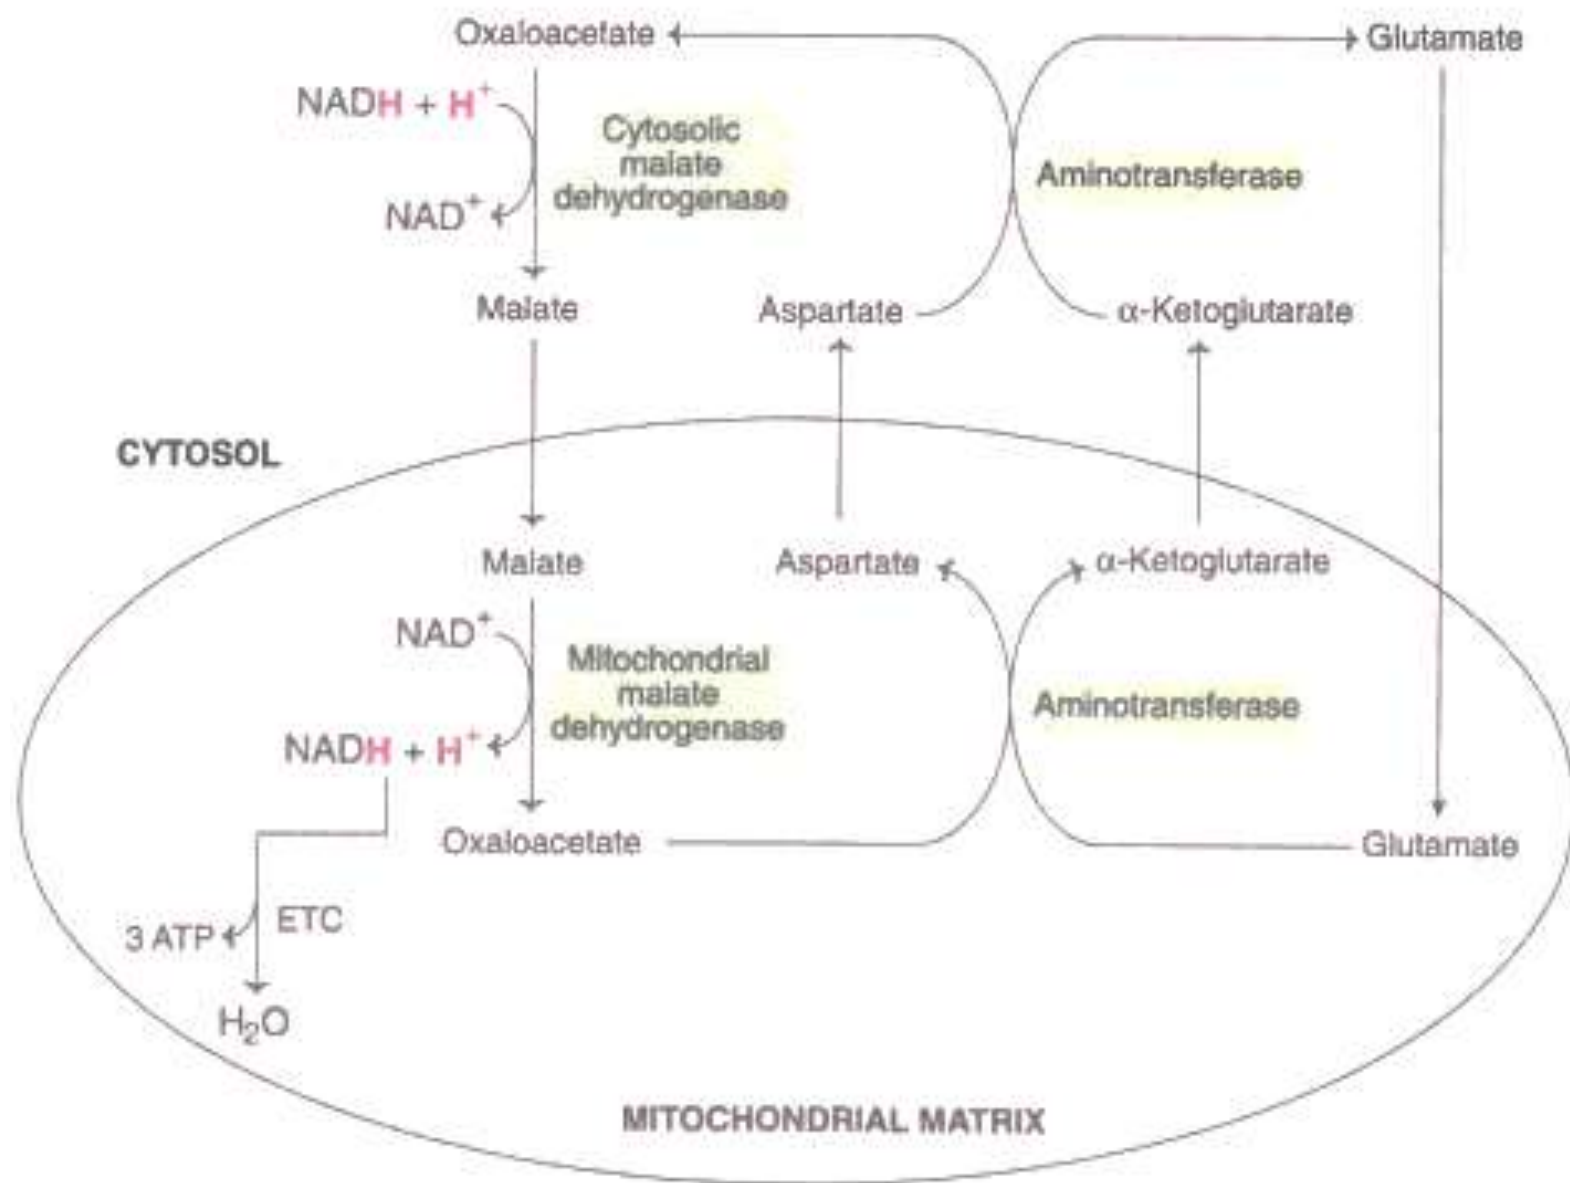 Oxaloacetate
Glutamate
NADH + H⁺
Cytosolic
malate
dehydrogenase
Aminotransferase
NAD⁺
Malate
Aspartate
α-Ketoglutarate
CYTOSOL
Malate
Aspartate
α-Ketoglutarate
NAD⁺
Mitochondrial
malate
dehydrogenase
Aminotransferase
NADH + H⁺
Oxaloacetate
Glutamate
3 ATP
ETC
H₂O
MITOCHONDRIAL MATRIX